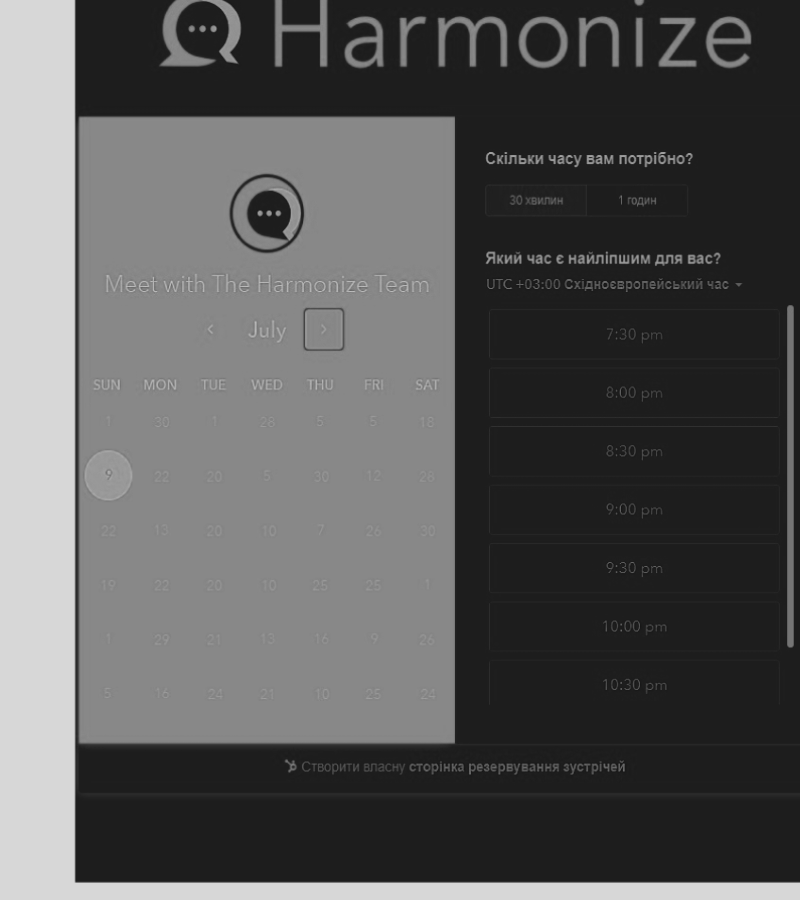 Harmonize
Meet with The Harmonize Team
July
SUN MON TUE WED THU FRI SAT
1 30 1 28 5 5 18
9 22 20 5 30 12 28
22 13 20 10 7 26 30
19 22 20 10 25 25 1
1 29 21 13 16 9 26
5 16 24 21 10 25 24
Скільки часу вам потрібно?
30 хвилин 1 годин
Який час є найліпшим для вас?
UTC +03:00 Східноєвропейський час
7:30 pm
8:00 pm
8:30 pm
9:00 pm
9:30 pm
10:00 pm
10:30 pm
Створити власну сторінка резервування зустрічей